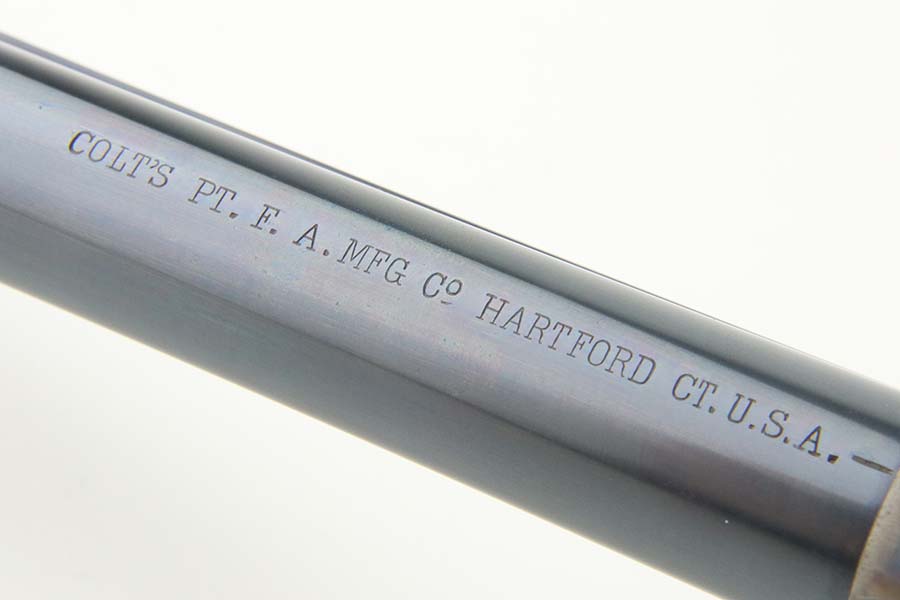 COLT'S PT. F. A. MFG Cº HARTFORD CT. U.S.A. —